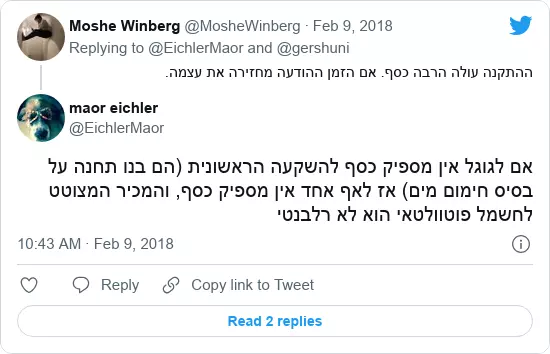 Moshe Winberg @MosheWinberg · Feb 9, 2018
Replying to @EichlerMaor and @gershuni
ההתקנה עולה הרבה כסף. אם הזמן ההודעה מחזירה את עצמה.
maor eichler
@EichlerMaor
אם לגוגל אין מספיק כסף להשקעה הראשונית (הם בנו תחנה על
בסיס חימום מים) אז לאף אחד אין מספיק כסף, והמכיר המצוטט
לחשמל פוטוולטאי הוא לא רלבנטי
10:43 AM · Feb 9, 2018
Reply
Copy link to Tweet
Read 2 replies